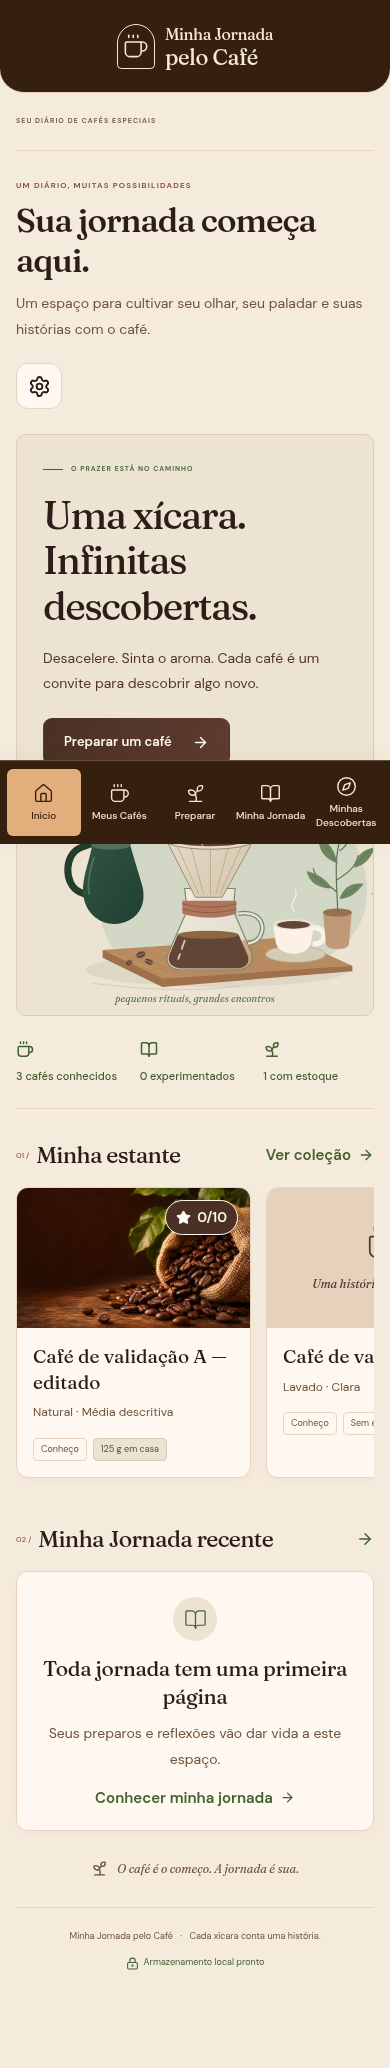 Minha Jornada
pelo Café
SEU DIÁRIO DE CAFÉS ESPECIAIS
UM DIÁRIO, MUITAS POSSIBILIDADES
Sua jornada começa
aqui.
Um espaço para cultivar seu olhar, seu paladar e suas
histórias com o café.
O PRAZER ESTÁ NO CAMINHO
Uma xícara.
Infinitas
descobertas.
Desacelere. Sinta o aroma. Cada café é um
convite para descobrir algo novo.
Preparar um café
Início
Meus Cafés
Preparar
Minha Jornada
Minhas
Descobertas
pequenos rituais, grandes encontros
3 cafés conhecidos
0 experimentados
1 com estoque
01 / Minha estante
Ver coleção
0/10
Café de validação A —
editado
Natural · Média descritiva
Conheço
125 g em casa
Uma históri
Café de va
Lavado · Clara
Conheço
Sem e
02 / Minha Jornada recente
Toda jornada tem uma primeira
página
Seus preparos e reflexões vão dar vida a este
espaço.
Conhecer minha jornada
O café é o começo. A jornada é sua.
Minha Jornada pelo Café · Cada xícara conta uma história.
Armazenamento local pronto